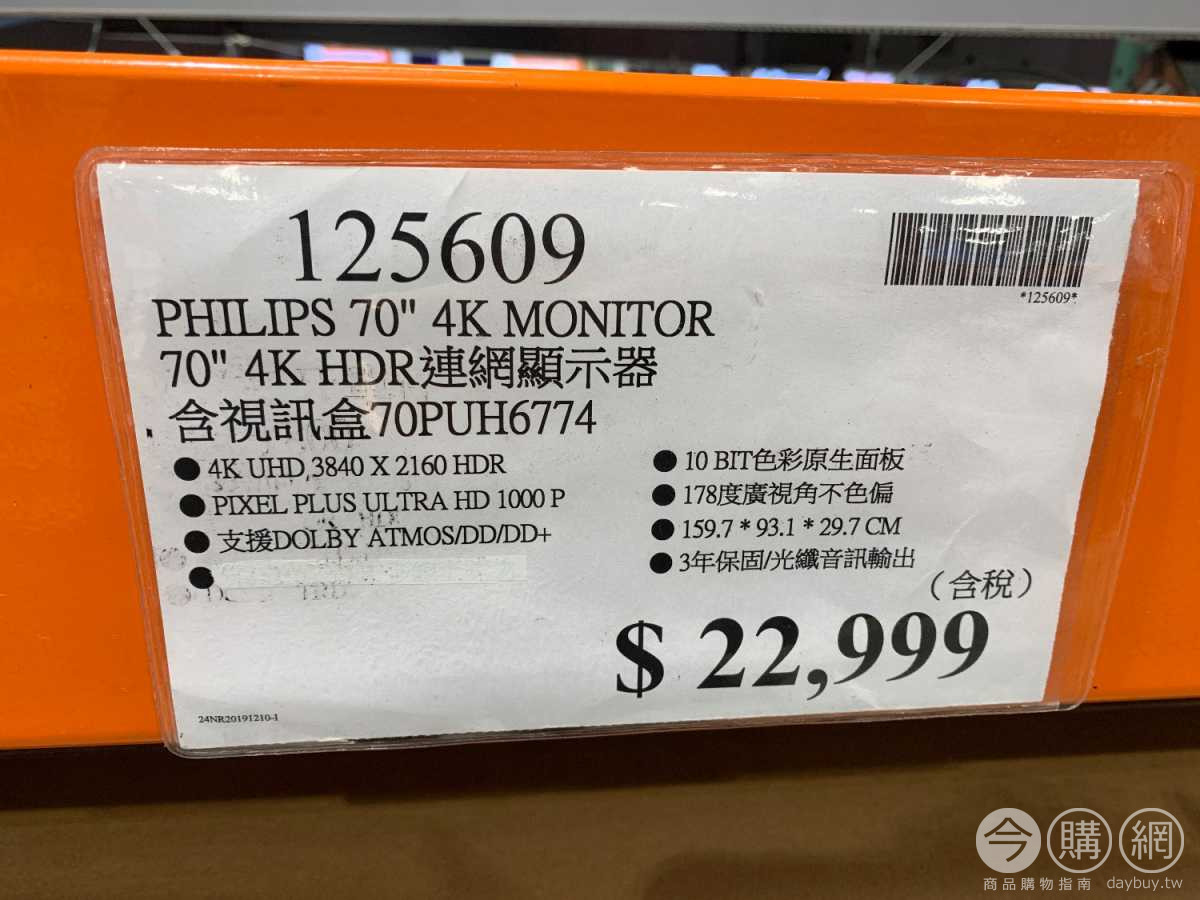 125609
*125609*
PHILIPS 70" 4K MONITOR
70" 4K HDR連網顯示器
含視訊盒70PUH6774
● 4K UHD,3840 X 2160 HDR
● PIXEL PLUS ULTRA HD 1000 P
● 支援DOLBY ATMOS/DD/DD+
●
● 10 BIT色彩原生面板
● 178度廣視角不色偏
● 159.7 * 93.1 * 29.7 CM
● 3年保固/光纖音訊輸出
(含稅)
$ 22,999
24NR20191210-1
今購網
商品購物指南 daybuy.tw